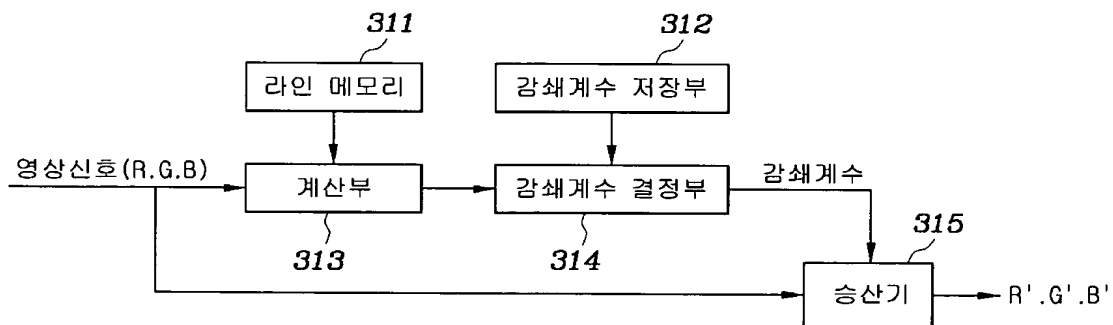 311
312
라인 메모리
감쇄계수 저장부
영상신호(R.G.B)
계산부
감쇄계수 결정부
감쇄계수
313
314
315
승산기
R'.G'.B'